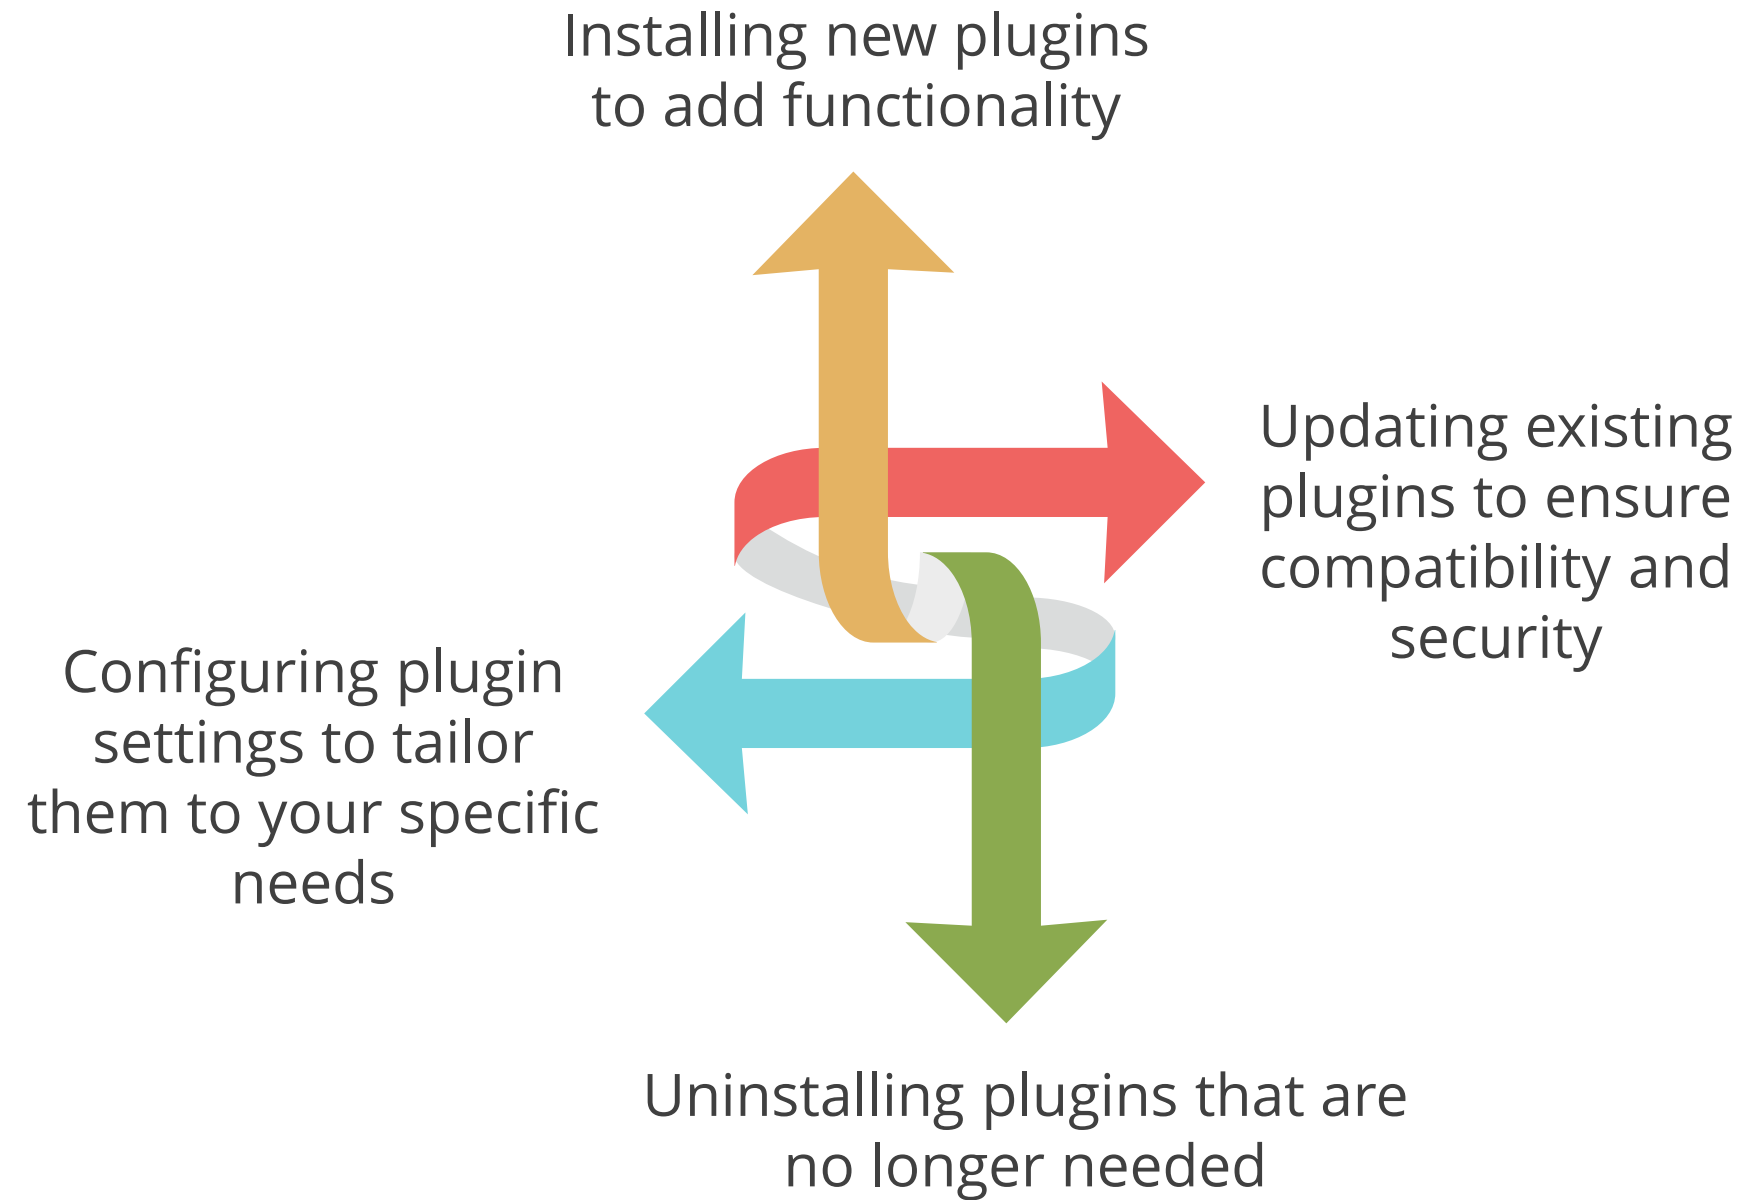 Installing new plugins
to add functionality
Updating existing
plugins to ensure
compatibility and
security
Configuring plugin
settings to tailor
them to your specific
needs
Uninstalling plugins that are
no longer needed